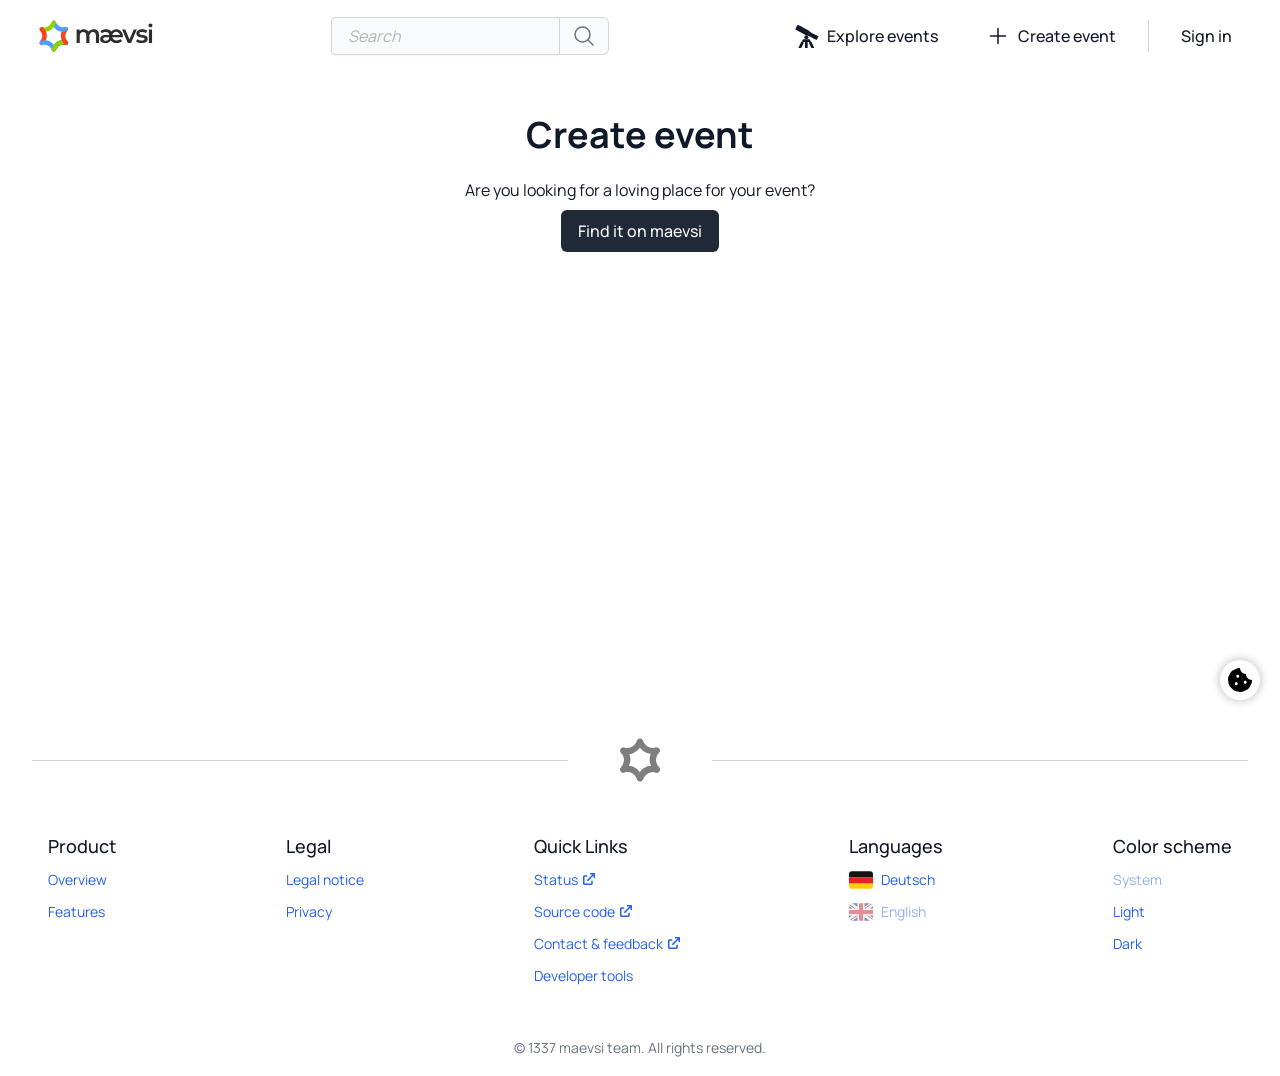 mævsi
Search
Explore events
Create event
Sign in
Create event
Are you looking for a loving place for your event?
Find it on maevsi
Product
Overview
Features
Legal
Legal notice
Privacy
Quick Links
Status
Source code
Contact & feedback
Developer tools
Languages
Deutsch
English
Color scheme
System
Light
Dark
© 1337 maevsi team. All rights reserved.